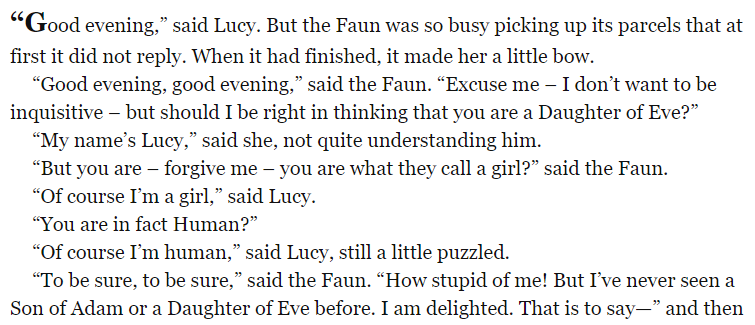 “Good evening,” said Lucy. But the Faun was so busy picking up its parcels that at
first it did not reply. When it had finished, it made her a little bow.
“Good evening, good evening,” said the Faun. “Excuse me – I don’t want to be
inquisitive – but should I be right in thinking that you are a Daughter of Eve?”
“My name’s Lucy,” said she, not quite understanding him.
“But you are – forgive me – you are what they call a girl?” said the Faun.
“Of course I’m a girl,” said Lucy.
“You are in fact Human?”
“Of course I’m human,” said Lucy, still a little puzzled.
“To be sure, to be sure,” said the Faun. “How stupid of me! But I’ve never seen a
Son of Adam or a Daughter of Eve before. I am delighted. That is to say—” and then